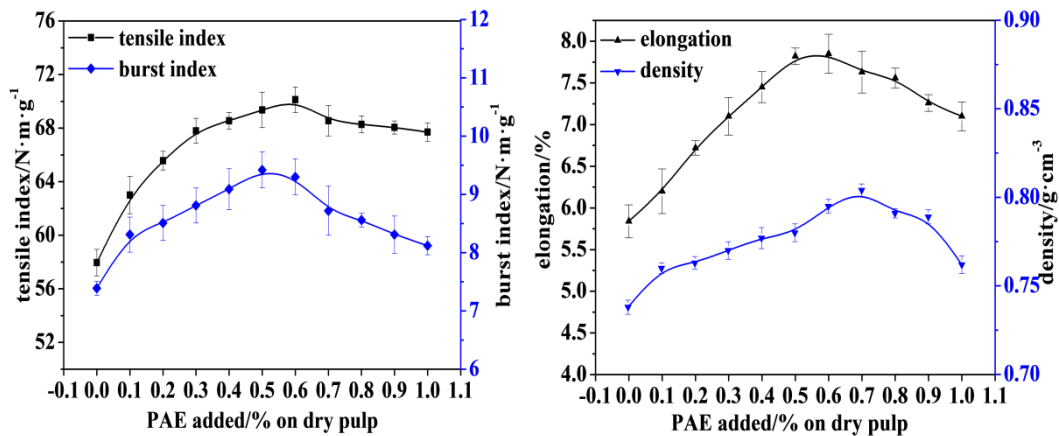 76
72
68
64
60
56
52
tensile index/N·m·g-1
tensile index
burst index
12
11
10
9
8
7
6
burst index/N·m·g-1
-0.1 0.0 0.1 0.2 0.3 0.4 0.5 0.6 0.7 0.8 0.9 1.0 1.1
PAE added/% on dry pulp
8.0
7.5
7.0
6.5
6.0
5.5
5.0
4.5
4.0
elongation/%
elongation
density
0.90
0.85
0.80
0.75
0.70
density/g·cm-3
-0.1 0.0 0.1 0.2 0.3 0.4 0.5 0.6 0.7 0.8 0.9 1.0 1.1
PAE added/% on dry pulp